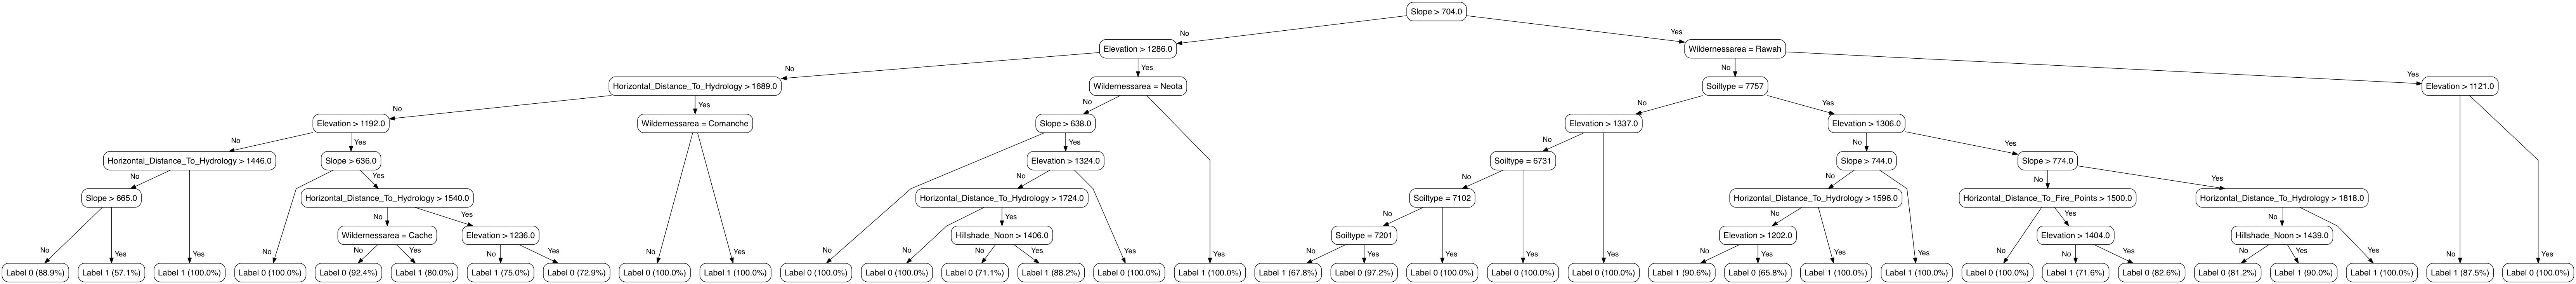 Slope > 704.0
No Yes
Elevation > 1286.0 Wildernessarea = Rawah
No Yes No Yes
Horizontal_Distance_To_Hydrology > 1689.0 Wildernessarea = Neota Soiltype = 7757 Elevation > 1121.0
No Yes No No Yes
Elevation > 1192.0 Wildernessarea = Comanche Slope > 638.0 Elevation > 1337.0 Elevation > 1306.0
No Yes Yes No No Yes
Horizontal_Distance_To_Hydrology > 1446.0 Slope > 636.0 Elevation > 1324.0 Soiltype = 6731 Slope > 744.0 Slope > 774.0
No Yes No No No No Yes
Slope > 665.0 Horizontal_Distance_To_Hydrology > 1540.0 Horizontal_Distance_To_Hydrology > 1724.0 Soiltype = 7102 Horizontal_Distance_To_Hydrology > 1596.0 Horizontal_Distance_To_Fire_Points > 1500.0 Horizontal_Distance_To_Hydrology > 1818.0
No Yes Yes No No Yes No
Wildernessarea = Cache Elevation > 1236.0 Hillshade_Noon > 1406.0 Soiltype = 7201 Elevation > 1202.0 Elevation > 1404.0 Hillshade_Noon > 1439.0
No Yes Yes No No Yes No Yes No Yes No No No Yes Yes Yes No Yes Yes Yes Yes No Yes Yes Yes No No Yes No Yes No Yes Yes No Yes
Label 0 (88.9%) Label 1 (57.1%) Label 1 (100.0%) Label 0 (100.0%) Label 0 (92.4%) Label 1 (80.0%) Label 1 (75.0%) Label 0 (72.9%) Label 0 (100.0%) Label 1 (100.0%) Label 0 (100.0%) Label 0 (100.0%) Label 0 (71.1%) Label 1 (88.2%) Label 0 (100.0%) Label 1 (100.0%) Label 1 (67.8%) Label 0 (97.2%) Label 0 (100.0%) Label 0 (100.0%) Label 0 (100.0%) Label 1 (90.6%) Label 0 (65.8%) Label 1 (100.0%) Label 1 (100.0%) Label 0 (100.0%) Label 1 (71.6%) Label 0 (82.6%) Label 0 (81.2%) Label 1 (90.0%) Label 1 (100.0%) Label 1 (87.5%) Label 0 (100.0%)